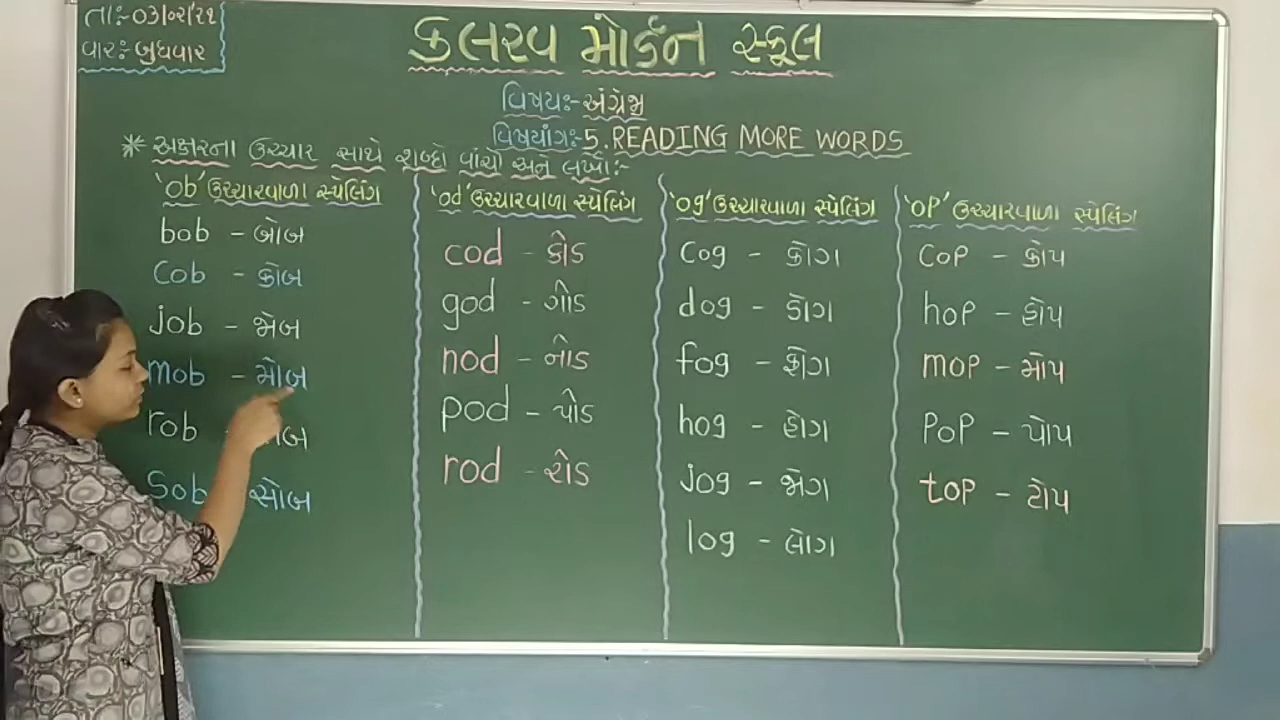 તાઃ-૦૩/૦૨/૨૧
વારઃ-બુધવાર
કલરવ મોર્ડન સ્કૂલ
વિષયઃ-અંગ્રેજી
વિષયાંગઃ-5.READING MORE WORDS
* અક્ષરના ઉચ્ચાર સાથે શબ્દો વાંચો અને લખોઃ-
'ob' ઉચ્ચારવાળા સ્પેલિંગ
bob - બોબ
Cob - કોબ
job - જોબ
mob - મોબ
rob
Sob - સોબ
'od' ઉચ્ચારવાળા સ્પેલિંગ
cod - કોડ
god - ગોડ
nod - નોડ
pod - પોડ
rod - રોડ
'og' ઉચ્ચારવાળા સ્પેલિંગ
Cog - કોગ
dog - ડોગ
fog - ફોગ
hog - હોગ
jog - જોગ
log - લોગ
'oP' ઉચ્ચારવાળા સ્પેલિંગ
CoP - કોપ
hoP - હોપ
moP - મોપ
PoP - પોપ
toP - ટોપ